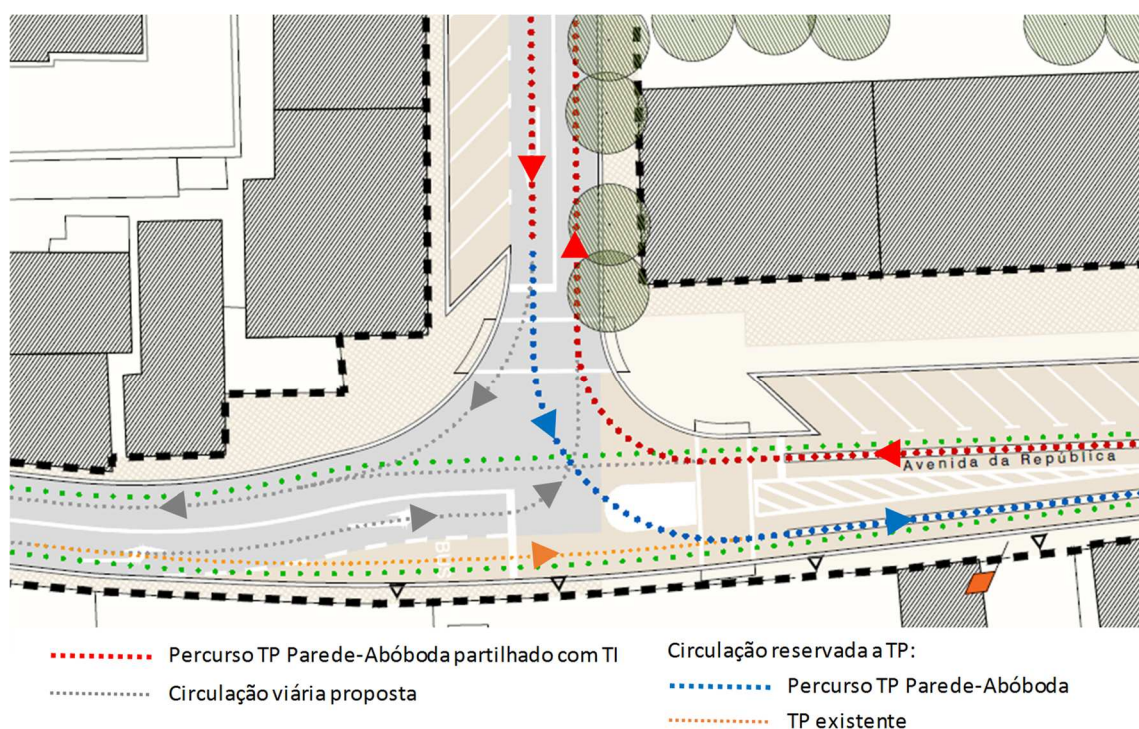 Avenida da República
BUS
Percurso TP Parede-Abóboda partilhado com TI
Circulação viária proposta
Circulação reservada a TP:
Percurso TP Parede-Abóboda
TP existente